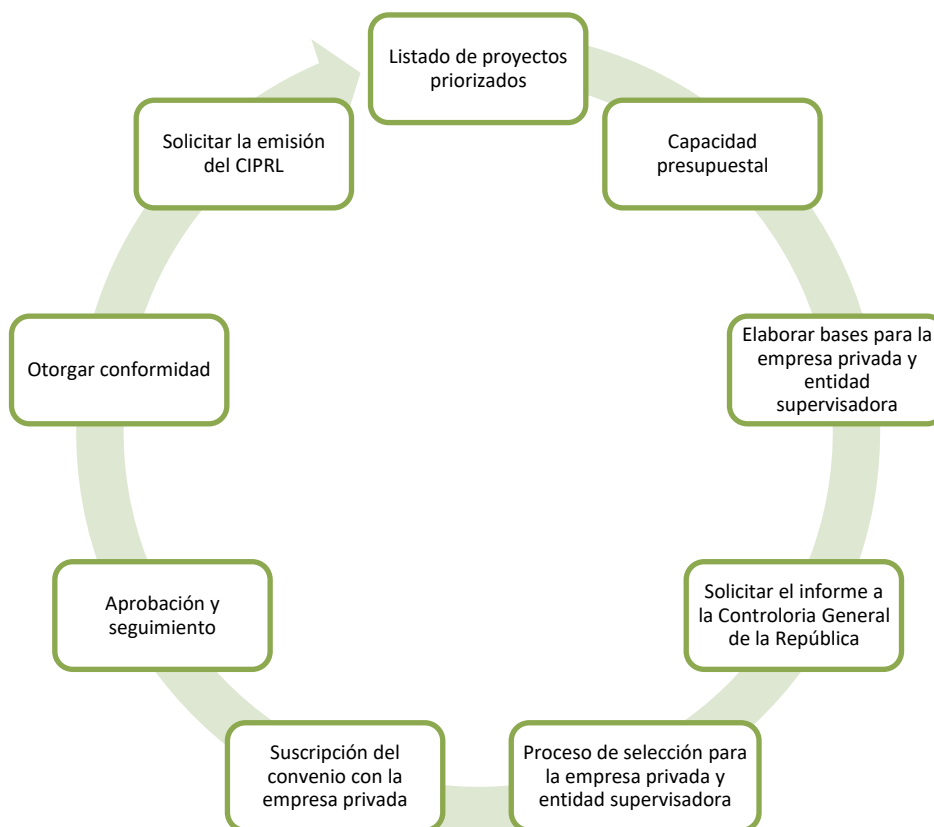 Listado de proyectos
priorizados
Capacidad
presupuestal
Elaborar bases para la
empresa privada y
entidad
supervisadora
Solicitar el informe a
la Controloria General
de la República
Proceso de selección para
la empresa privada y
entidad supervisadora
Suscripción del
convenio con la
empresa privada
Aprobación y
seguimiento
Otorgar conformidad
Solicitar la emisión
del CIPRL